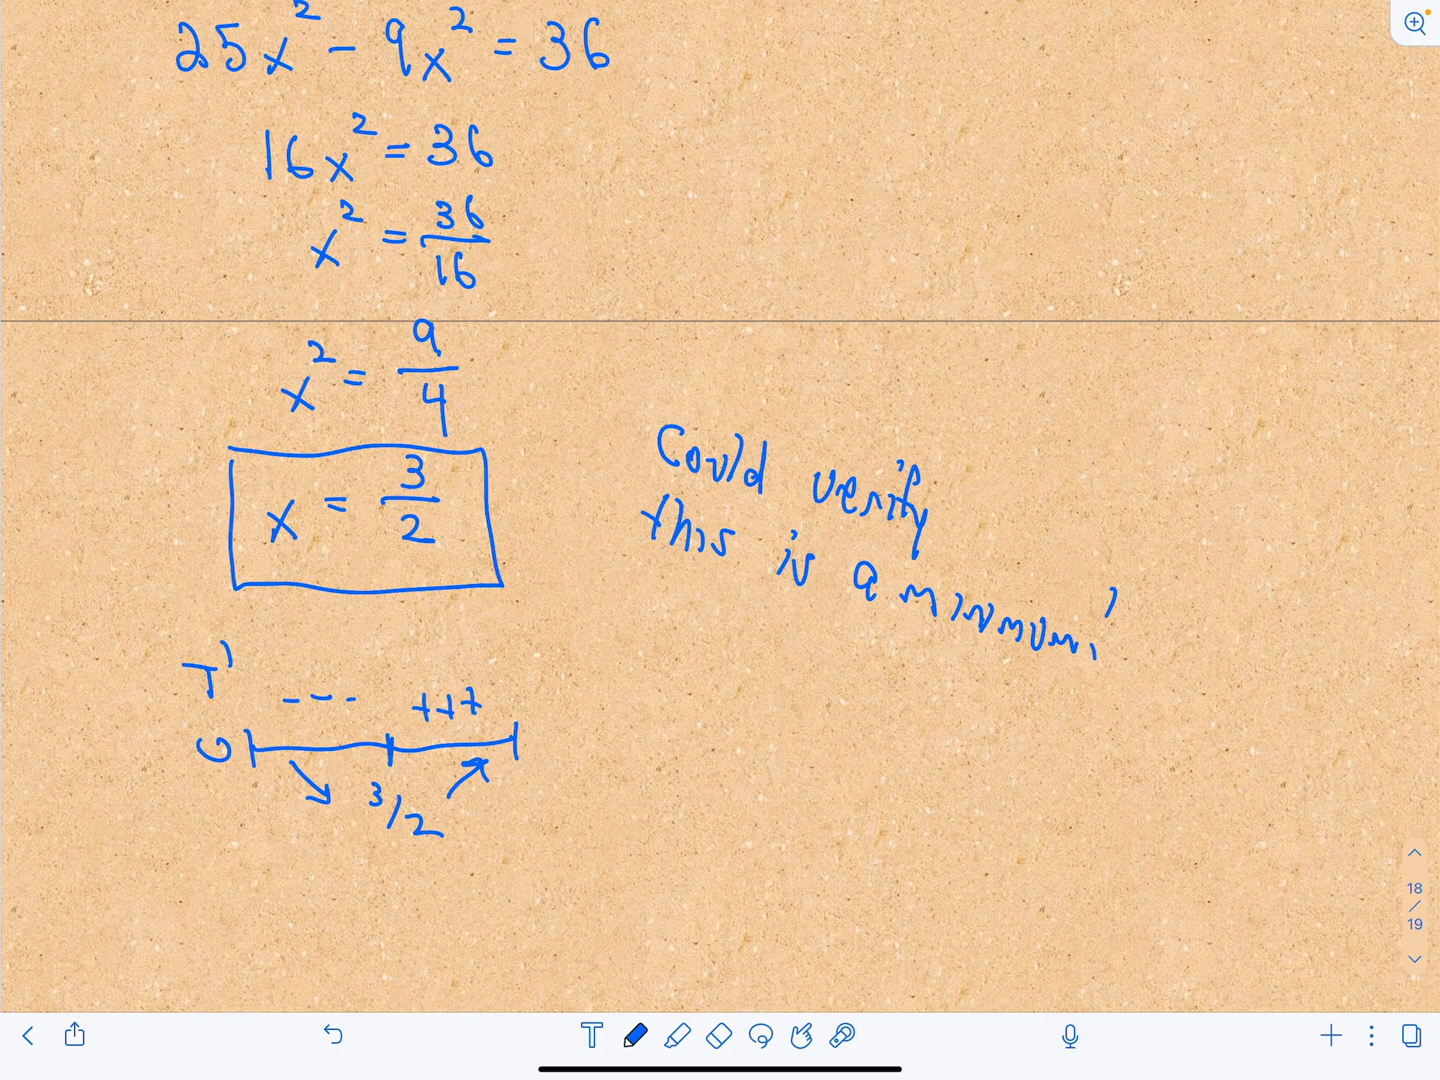 25x² - 9x² = 36
16x² = 36
x² = 36/16
x² = 9/4
x = 3/2
Could verify
this is a minimum!
T' --- +++
0 3/2
18
/
19
T